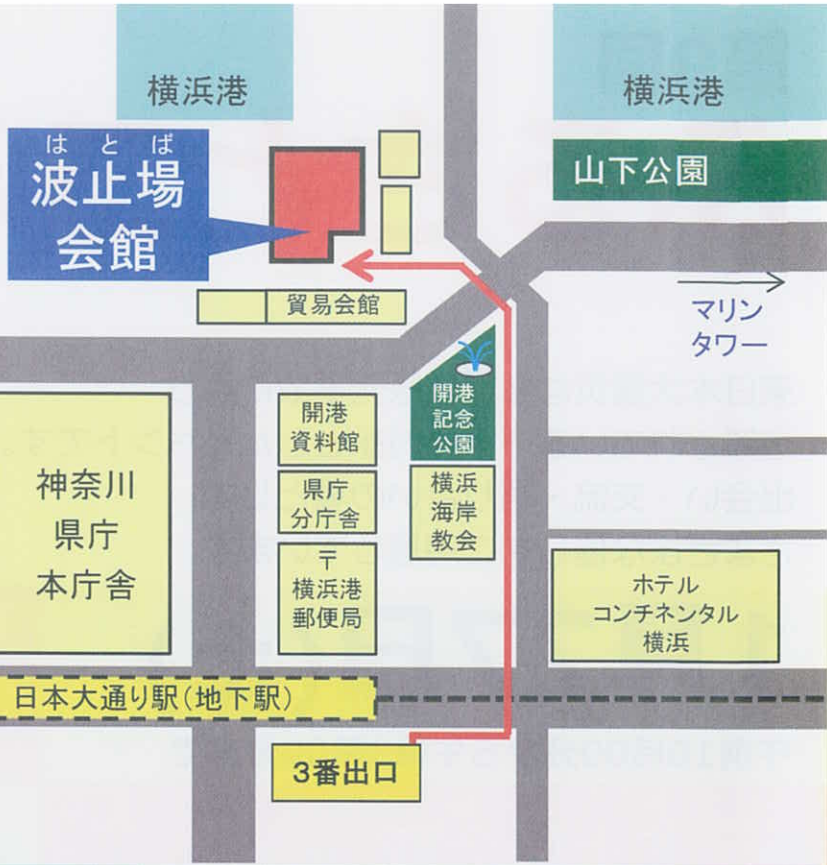 横浜港
横浜港
はとば
波止場
会館
山下公園
貿易会館
マリン
タワー
開港
記念
公園
開港
資料館
神奈川
県庁
本庁舎
県庁
分庁舎
横浜
海岸
教会
〒
横浜港
郵便局
ホテル
コンチネンタル
横浜
日本大通り駅(地下駅)
3番出口